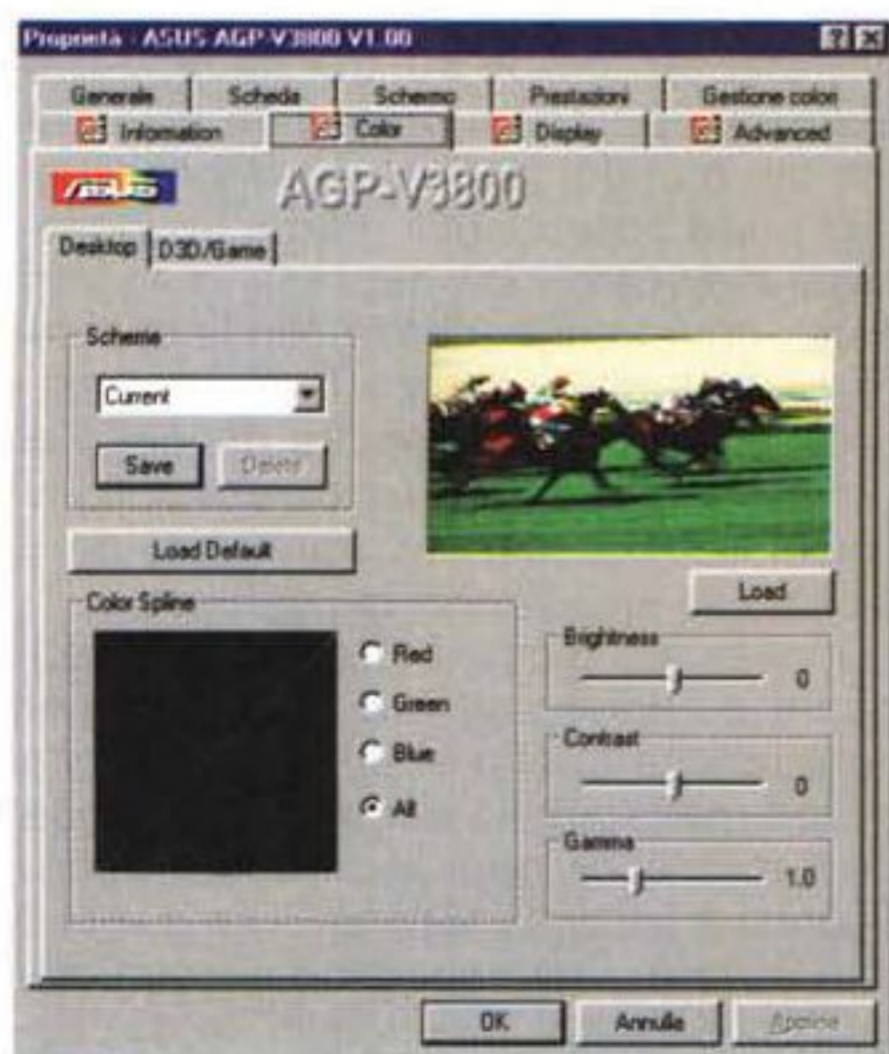 Proprietà - ASUS AGP-V3800 V1.00
Generale Scheda Schermo Prestazioni Gestione colori
Information Color Display Advanced
ASUS AGP-V3800
Desktop D3D/Game
Scheme
Current
Save Delete
Load Default
Load
Color Spline
Red
Green
Blue
All
Brightness
0
Contrast
0
Gamma
1.0
OK Annulla Applica